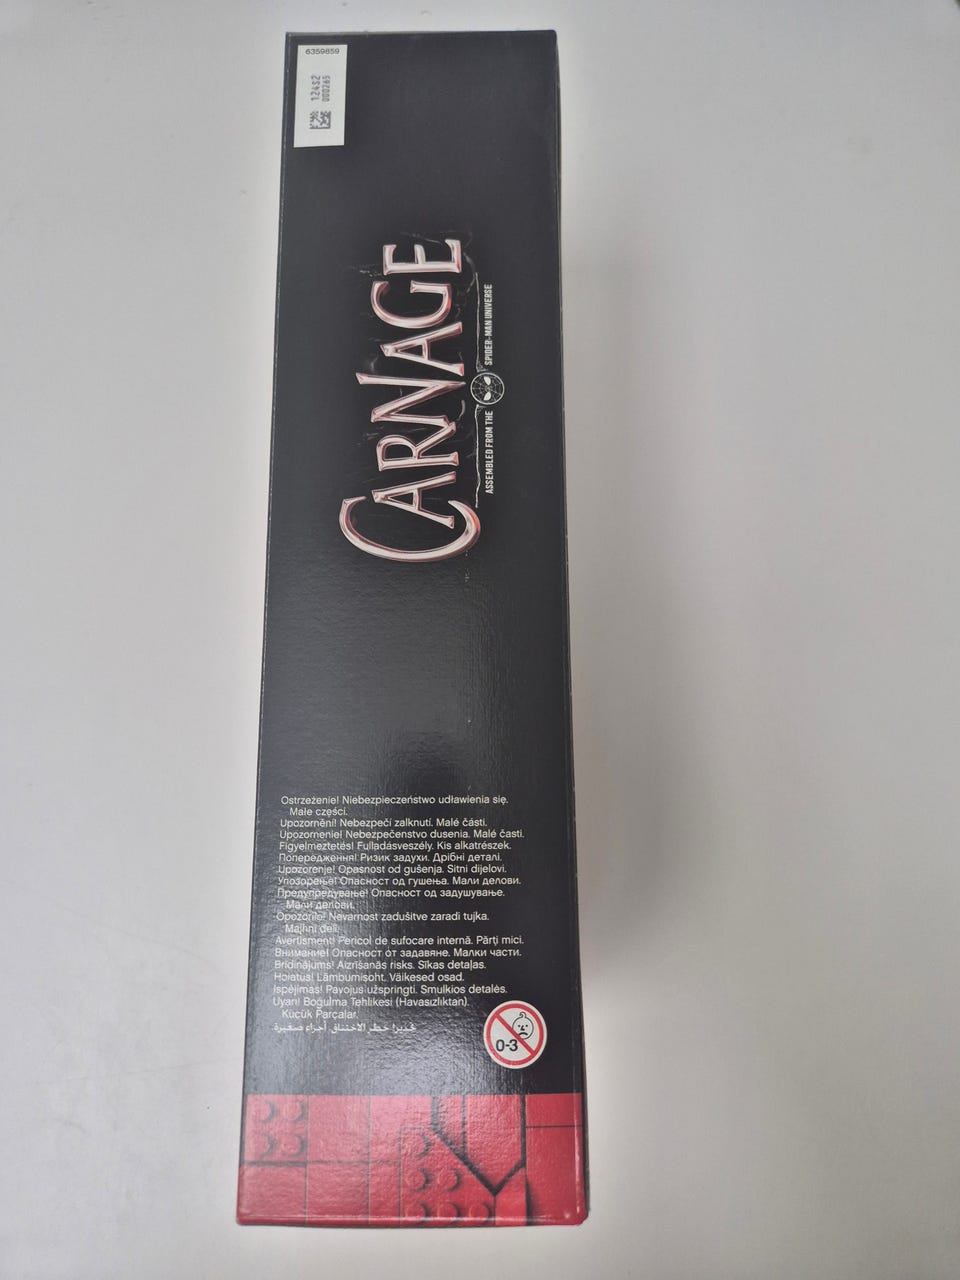 6359859
124S2
000265
CARNAGE
ASSEMBLED FROM THE SPIDER-MAN UNIVERSE
Ostrzeżenie! Niebezpieczeństwo udławienia się.
Małe części.
Upozornění! Nebezpečí zalknutí. Malé části.
Upozornenie! Nebezpečenstvo dusenia. Malé časti.
Figyelmeztetés! Fulladásveszély. Kis alkatrészek.
Попередження! Ризик задухи. Дрібні деталі.
Upozorenje! Opasnost od gušenja. Sitni dijelovi.
Упозорење! Опасност од гушења. Мали делови.
Предупредување! Опасност од задушување.
Мали делови.
Opozorilo! Nevarnost zadušitve zaradi tujka.
Majhni deli.
Avertisment! Pericol de sufocare internă. Părți mici.
Внимание! Опасност от задавяне. Малки части.
Brīdinājums! Aizrīšanās risks. Sīkas detaļas.
Hoiatus! Lämbumisoht. Väikesed osad.
Įspėjimas! Pavojus užspringti. Smulkios detalės.
Uyarı! Boğulma Tehlikesi (Havasızlıktan).
Küçük Parçalar.
تحذير! خطر الاختناق. أجزاء صغيرة
0-3